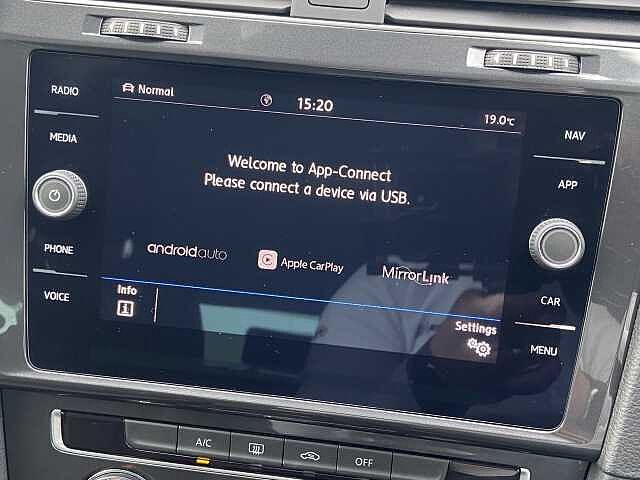 RADIO
MEDIA
PHONE
VOICE
Normal
15:20
19.0°C
Welcome to App-Connect
Please connect a device via USB.
androidauto
Apple CarPlay
MirrorLink
Info
Settings
NAV
APP
CAR
MENU
A/C
OFF